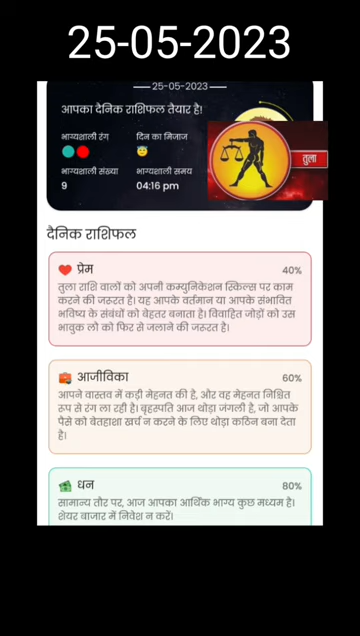 25-05-2023
25-05-2023
आपका दैनिक राशिफल तैयार है!
भाग्यशाली रंग
दिन का मिजाज
भाग्यशाली संख्या
भाग्यशाली समय
9
04:16 pm
तुला
दैनिक राशिफल
प्रेम
40%
तुला राशि वालों को अपनी कम्युनिकेशन स्किल्स पर काम
करने की जरूरत है। यह आपके वर्तमान या आपके संभावित
भविष्य के संबंधों को बेहतर बनाता है। विवाहित जोड़ों को उस
भावुक लो को फिर से जलाने की जरूरत है।
आजीविका
60%
आपने वास्तव में कड़ी मेहनत की है, और वह मेहनत निश्चित
रूप से रंग ला रही है। बृहस्पति आज थोड़ा जंगली है, जो आपके
पैसे को बेतहाशा खर्च न करने के लिए थोड़ा कठिन बना देता
है।
धन
80%
सामान्य तौर पर, आज आपका आर्थिक भाग्य कुछ मध्यम है।
शेयर बाजार में निवेश न करें।